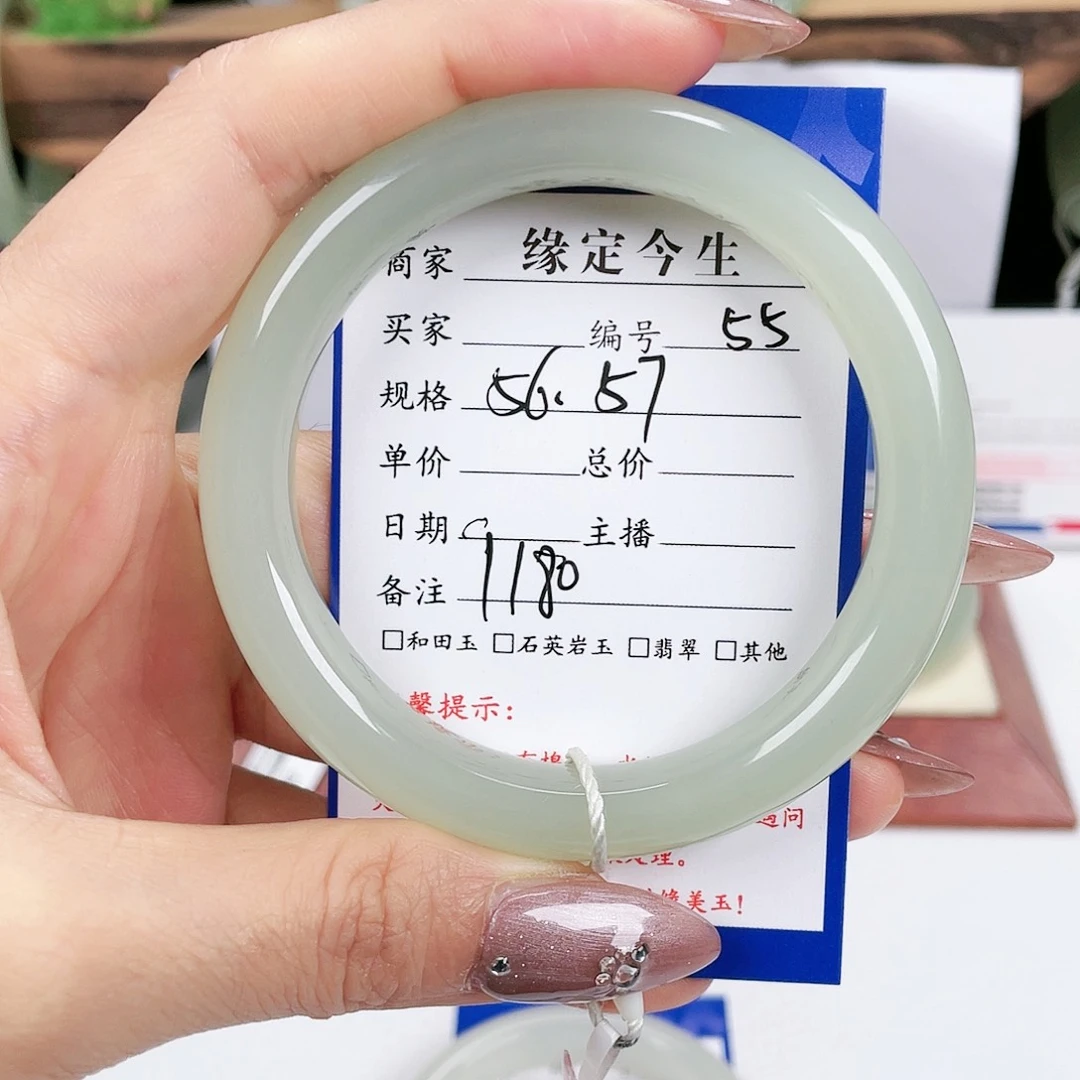 商家 缘定今生
买家 编号 55
规格 56.57
单价 总价
日期 主播
备注 1180
□和田玉 □石英岩玉 □翡翠 □其他
馨提示:
问
理。
美玉!